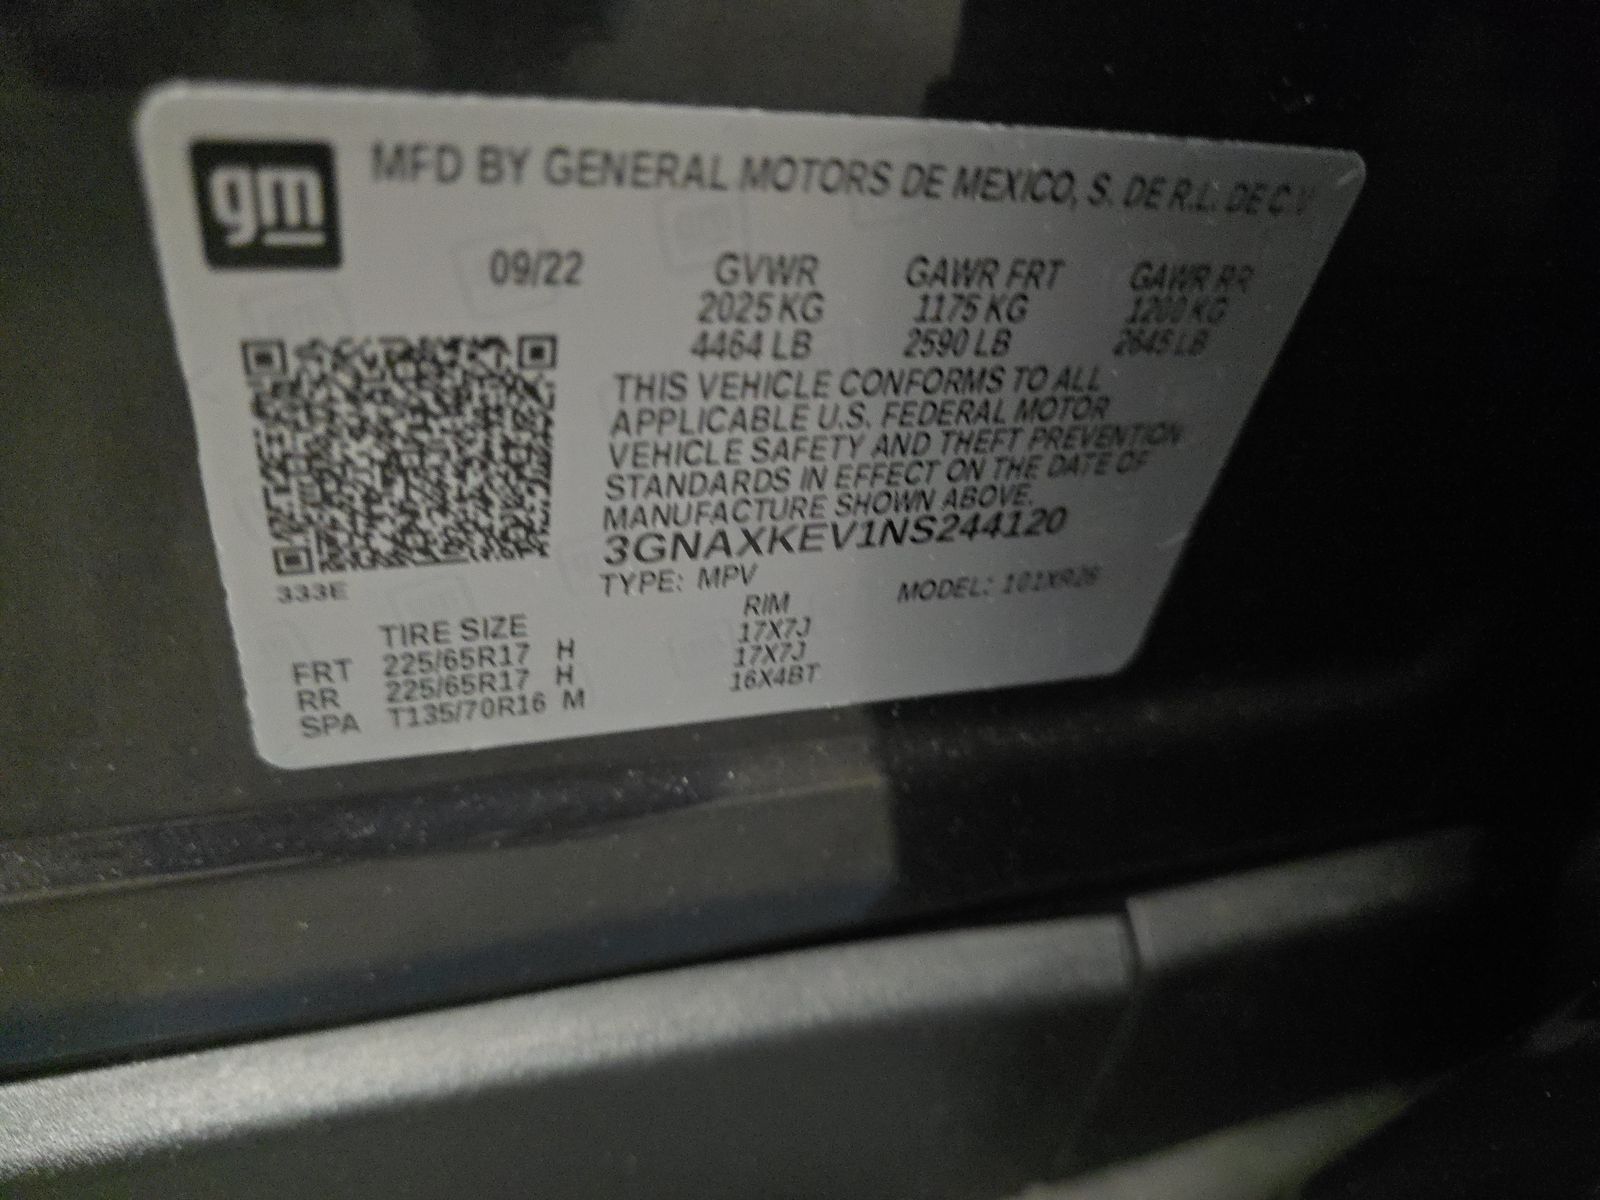 gm
MFD BY GENERAL MOTORS DE MEXICO, S. DE R.L. DE C.V
09/22 GVWR GAWR FRT GAWR RR
2025 KG 1175 KG 1200 KG
4464 LB 2590 LB 2645 LB
THIS VEHICLE CONFORMS TO ALL
APPLICABLE U.S. FEDERAL MOTOR
VEHICLE SAFETY AND THEFT PREVENTION
STANDARDS IN EFFECT ON THE DATE OF
MANUFACTURE SHOWN ABOVE.
3GNAXKEV1NS244120
333E TYPE: MPV MODEL: 101XR26
TIRE SIZE RIM
FRT 225/65R17 H 17X7J
RR 225/65R17 H 17X7J
SPA T135/70R16 M 16X4BT